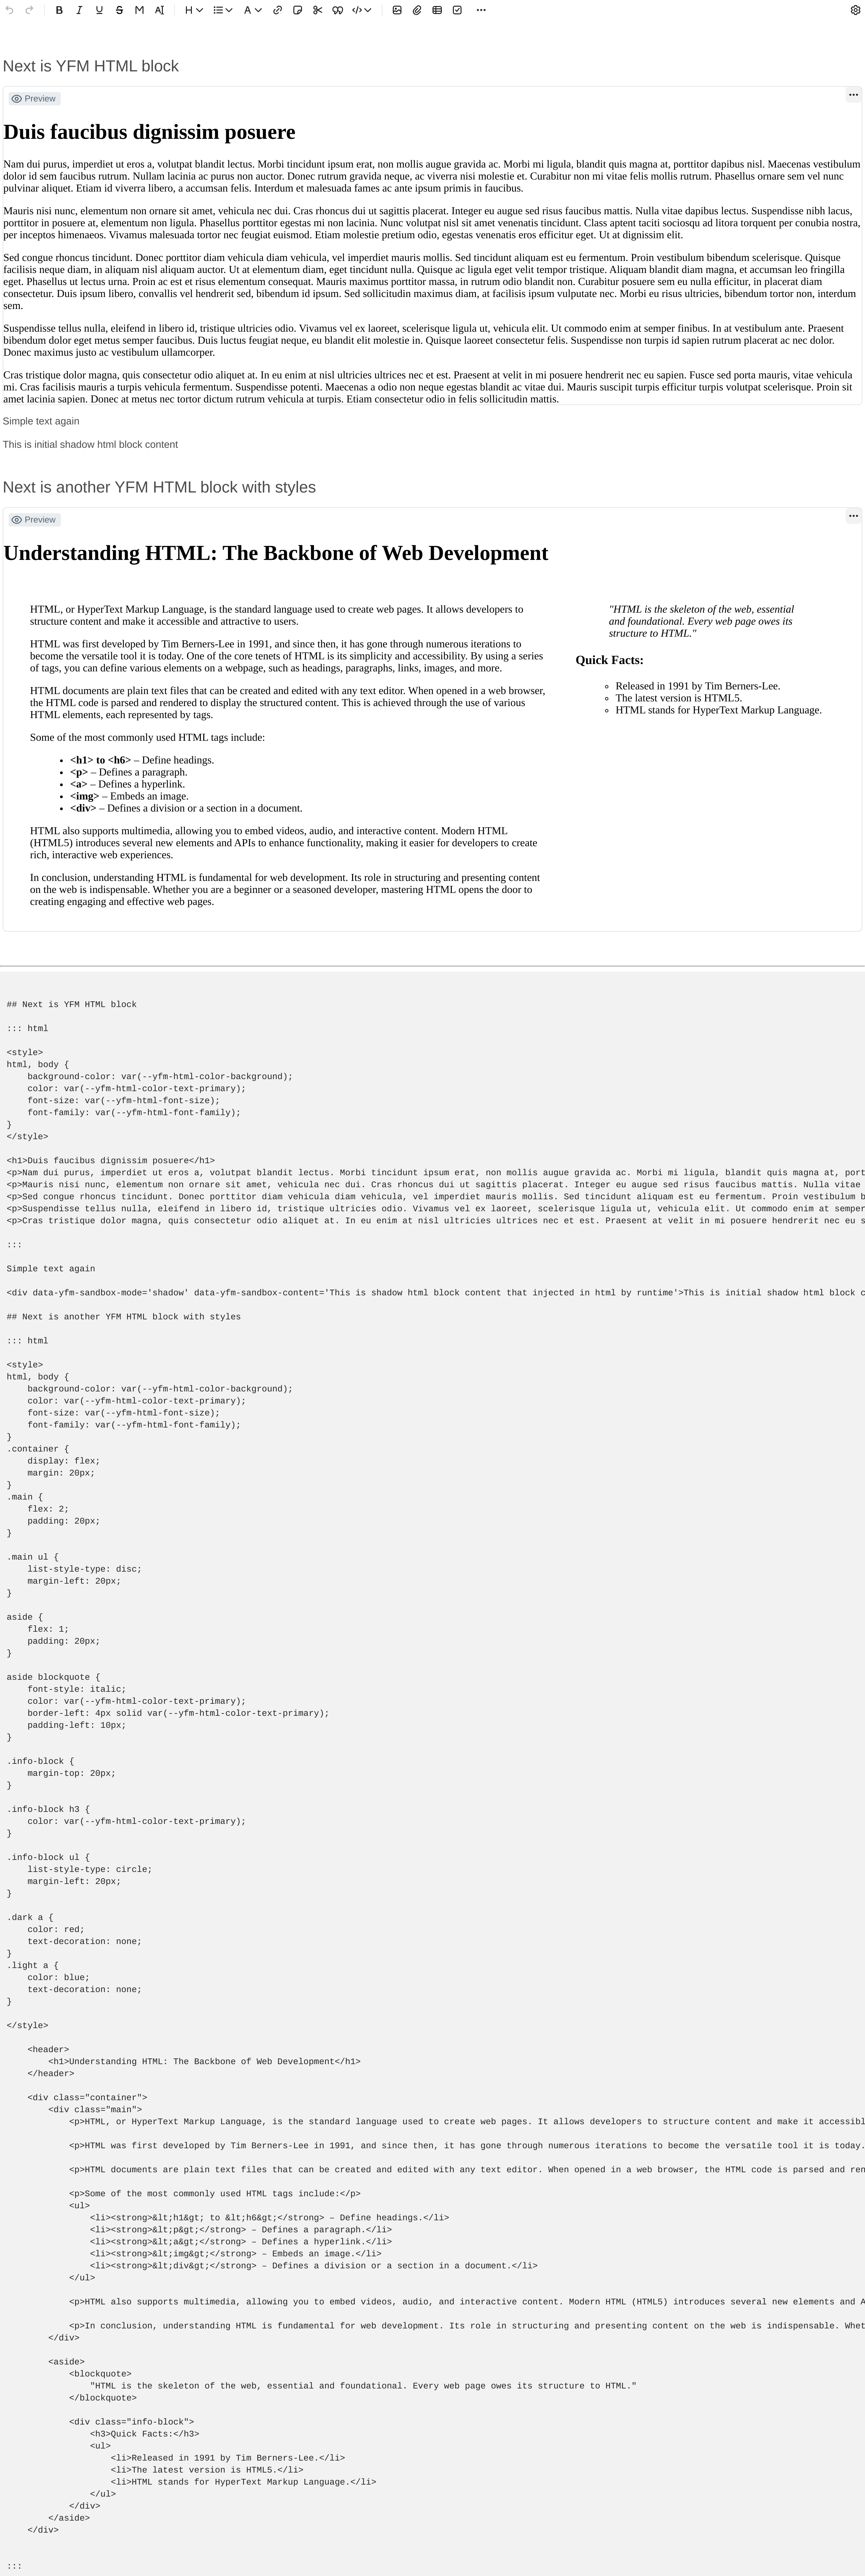 Next is YFM HTML block
Preview
Duis faucibus dignissim posuere
Nam dui purus, imperdiet ut eros a, volutpat blandit lectus. Morbi tincidunt ipsum erat, non mollis augue gravida ac. Morbi mi ligula, blandit quis magna at, porttitor dapibus nisl. Maecenas vestibulum
dolor id sem faucibus rutrum. Nullam lacinia ac purus non auctor. Donec rutrum gravida neque, ac viverra nisi molestie et. Curabitur non mi vitae felis mollis rutrum. Phasellus ornare sem vel nunc
pulvinar aliquet. Etiam id viverra libero, a accumsan felis. Interdum et malesuada fames ac ante ipsum primis in faucibus.
Mauris nisi nunc, elementum non ornare sit amet, vehicula nec dui. Cras rhoncus dui ut sagittis placerat. Integer eu augue sed risus faucibus mattis. Nulla vitae dapibus lectus. Suspendisse nibh lacus,
porttitor in posuere at, elementum non ligula. Phasellus porttitor egestas mi non lacinia. Nunc volutpat nisl sit amet venenatis tincidunt. Class aptent taciti sociosqu ad litora torquent per conubia nostra,
per inceptos himenaeos. Vivamus malesuada tortor nec feugiat euismod. Etiam molestie pretium odio, egestas venenatis eros efficitur eget. Ut at dignissim elit.
Sed congue rhoncus tincidunt. Donec porttitor diam vehicula diam vehicula, vel imperdiet mauris mollis. Sed tincidunt aliquam est eu fermentum. Proin vestibulum bibendum scelerisque. Quisque
facilisis neque diam, in aliquam nisl aliquam auctor. Ut at elementum diam, eget tincidunt nulla. Quisque ac ligula eget velit tempor tristique. Aliquam blandit diam magna, et accumsan leo fringilla
eget. Phasellus ut lectus urna. Proin ac est et risus elementum consequat. Mauris maximus porttitor massa, in rutrum odio blandit non. Curabitur posuere sem eu nulla efficitur, in placerat diam
consectetur. Duis ipsum libero, convallis vel hendrerit sed, bibendum id ipsum. Sed sollicitudin maximus diam, at facilisis ipsum vulputate nec. Morbi eu risus ultricies, bibendum tortor non, interdum
sem.
Suspendisse tellus nulla, eleifend in libero id, tristique ultricies odio. Vivamus vel ex laoreet, scelerisque ligula ut, vehicula elit. Ut commodo enim at semper finibus. In at vestibulum ante. Praesent
bibendum dolor eget metus semper faucibus. Duis luctus feugiat neque, eu blandit elit molestie in. Quisque laoreet consectetur felis. Suspendisse non turpis id sapien rutrum placerat ac nec dolor.
Donec maximus justo ac vestibulum ullamcorper.
Cras tristique dolor magna, quis consectetur odio aliquet at. In eu enim at nisl ultricies ultrices nec et est. Praesent at velit in mi posuere hendrerit nec eu sapien. Fusce sed porta mauris, vitae vehicula
mi. Cras facilisis mauris a turpis vehicula fermentum. Suspendisse potenti. Maecenas a odio non neque egestas blandit ac vitae dui. Mauris suscipit turpis efficitur turpis volutpat scelerisque. Proin sit
amet lacinia sapien. Donec at metus nec tortor dictum rutrum vehicula at turpis. Etiam consectetur odio in felis sollicitudin mattis.
Simple text again
This is initial shadow html block content
Next is another YFM HTML block with styles
Preview
Understanding HTML: The Backbone of Web Development
HTML, or HyperText Markup Language, is the standard language used to create web pages. It allows developers to
structure content and make it accessible and attractive to users.
HTML was first developed by Tim Berners-Lee in 1991, and since then, it has gone through numerous iterations to
become the versatile tool it is today. One of the core tenets of HTML is its simplicity and accessibility. By using a series
of tags, you can define various elements on a webpage, such as headings, paragraphs, links, images, and more.
HTML documents are plain text files that can be created and edited with any text editor. When opened in a web browser,
the HTML code is parsed and rendered to display the structured content. This is achieved through the use of various
HTML elements, each represented by tags.
Some of the most commonly used HTML tags include:
• <h1> to <h6> – Define headings.
• <p> – Defines a paragraph.
• <a> – Defines a hyperlink.
• <img> – Embeds an image.
• <div> – Defines a division or a section in a document.
HTML also supports multimedia, allowing you to embed videos, audio, and interactive content. Modern HTML
(HTML5) introduces several new elements and APIs to enhance functionality, making it easier for developers to create
rich, interactive web experiences.
In conclusion, understanding HTML is fundamental for web development. Its role in structuring and presenting content
on the web is indispensable. Whether you are a beginner or a seasoned developer, mastering HTML opens the door to
creating engaging and effective web pages.
"HTML is the skeleton of the web, essential
and foundational. Every web page owes its
structure to HTML."
Quick Facts:
◦ Released in 1991 by Tim Berners-Lee.
◦ The latest version is HTML5.
◦ HTML stands for HyperText Markup Language.
## Next is YFM HTML block
::: html
<style>
html, body {
background-color: var(--yfm-html-color-background);
color: var(--yfm-html-color-text-primary);
font-size: var(--yfm-html-font-size);
font-family: var(--yfm-html-font-family);
}
</style>
<h1>Duis faucibus dignissim posuere</h1>
<p>Nam dui purus, imperdiet ut eros a, volutpat blandit lectus. Morbi tincidunt ipsum erat, non mollis augue gravida ac. Morbi mi ligula, blandit quis magna at, port
<p>Mauris nisi nunc, elementum non ornare sit amet, vehicula nec dui. Cras rhoncus dui ut sagittis placerat. Integer eu augue sed risus faucibus mattis. Nulla vitae
<p>Sed congue rhoncus tincidunt. Donec porttitor diam vehicula diam vehicula, vel imperdiet mauris mollis. Sed tincidunt aliquam est eu fermentum. Proin vestibulum b
<p>Suspendisse tellus nulla, eleifend in libero id, tristique ultricies odio. Vivamus vel ex laoreet, scelerisque ligula ut, vehicula elit. Ut commodo enim at semper
<p>Cras tristique dolor magna, quis consectetur odio aliquet at. In eu enim at nisl ultricies ultrices nec et est. Praesent at velit in mi posuere hendrerit nec eu s
:::
Simple text again
<div data-yfm-sandbox-mode='shadow' data-yfm-sandbox-content='This is shadow html block content that injected in html by runtime'>This is initial shadow html block c
## Next is another YFM HTML block with styles
::: html
<style>
html, body {
background-color: var(--yfm-html-color-background);
color: var(--yfm-html-color-text-primary);
font-size: var(--yfm-html-font-size);
font-family: var(--yfm-html-font-family);
}
.container {
display: flex;
margin: 20px;
}
.main {
flex: 2;
padding: 20px;
}
.main ul {
list-style-type: disc;
margin-left: 20px;
}
aside {
flex: 1;
padding: 20px;
}
aside blockquote {
font-style: italic;
color: var(--yfm-html-color-text-primary);
border-left: 4px solid var(--yfm-html-color-text-primary);
padding-left: 10px;
}
.info-block {
margin-top: 20px;
}
.info-block h3 {
color: var(--yfm-html-color-text-primary);
}
.info-block ul {
list-style-type: circle;
margin-left: 20px;
}
.dark a {
color: red;
text-decoration: none;
}
.light a {
color: blue;
text-decoration: none;
}
</style>
<header>
<h1>Understanding HTML: The Backbone of Web Development</h1>
</header>
<div class="container">
<div class="main">
<p>HTML, or HyperText Markup Language, is the standard language used to create web pages. It allows developers to structure content and make it accessibl
<p>HTML was first developed by Tim Berners-Lee in 1991, and since then, it has gone through numerous iterations to become the versatile tool it is today.
<p>HTML documents are plain text files that can be created and edited with any text editor. When opened in a web browser, the HTML code is parsed and ren
<p>Some of the most commonly used HTML tags include:</p>
<ul>
<li><strong>&lt;h1&gt; to &lt;h6&gt;</strong> – Define headings.</li>
<li><strong>&lt;p&gt;</strong> – Defines a paragraph.</li>
<li><strong>&lt;a&gt;</strong> – Defines a hyperlink.</li>
<li><strong>&lt;img&gt;</strong> – Embeds an image.</li>
<li><strong>&lt;div&gt;</strong> – Defines a division or a section in a document.</li>
</ul>
<p>HTML also supports multimedia, allowing you to embed videos, audio, and interactive content. Modern HTML (HTML5) introduces several new elements and A
<p>In conclusion, understanding HTML is fundamental for web development. Its role in structuring and presenting content on the web is indispensable. Whet
</div>
<aside>
<blockquote>
"HTML is the skeleton of the web, essential and foundational. Every web page owes its structure to HTML."
</blockquote>
<div class="info-block">
<h3>Quick Facts:</h3>
<ul>
<li>Released in 1991 by Tim Berners-Lee.</li>
<li>The latest version is HTML5.</li>
<li>HTML stands for HyperText Markup Language.</li>
</ul>
</div>
</aside>
</div>
:::